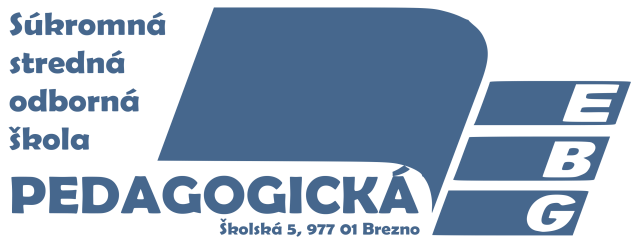 Súkromná
stredná
odborná
škola
PEDAGOGICKÁ
Školská 5, 977 01 Brezno
E
B
G